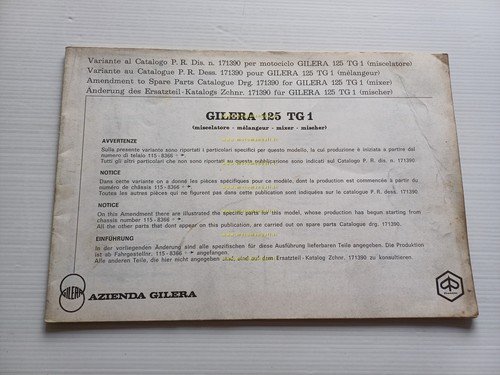 Variante al Catalogo P. R. Dis. n. 171390 per motociclo GILERA 125 TG 1 (miscelatore)
Variante au Catalogue P. R. Dess. 171390 pour GILERA 125 TG 1 (mélangeur)
Amendment to Spare Parts Catalogue Drg. 171390 for GILERA 125 TG 1 (mixer)
Änderung des Ersatzteil-Katalogs Zchnr. 171390 für GILERA 125 TG 1 (mischer)
GILERA 125 TG 1
(miscelatore - mélangeur - mixer - mischer)
AVVERTENZE
Sulla presente variante sono riportati i particolari specifici per questo modello, la cui produzione è iniziata a partire dal
numero di telaio 115 - 8366
Tutti gli altri particolari che non sono riportati su questa pubblicazione sono indicati sul Catalogo P. R. dis. n. 171390.
NOTICE
Dans cette variante on a donné les pièces spécifiques pour ce modèle, dont la production est commencée à partir du
numéro de châssis 115 - 8366
Toutes les autres pièces qui ne figurent pas dans cette publication sont indiquées sur le catalogue P. R. dess. 171390.
NOTICE
On this Amendment there are illustrated the specific parts for this model, whose production has begun starting from
chassis number 115 - 8366
All the other parts that dont appear on this publication, are carried out on spare parts Catalogue drg. 171390.
EINFÜHRUNG
In der vorliegenden Änderung sind alle spezifischen für diese Ausführung lieferbaren Teile angegeben. Die Produktion
ist ab Fahrgestellnr. 115 - 8366 angefangen.
Alle anderen Teile, die hier nicht angegeben sind, sind auf dem Ersatzteil-Katalog Zchnr. 171390 zu konsultieren.
GILERA
AZIENDA GILERA